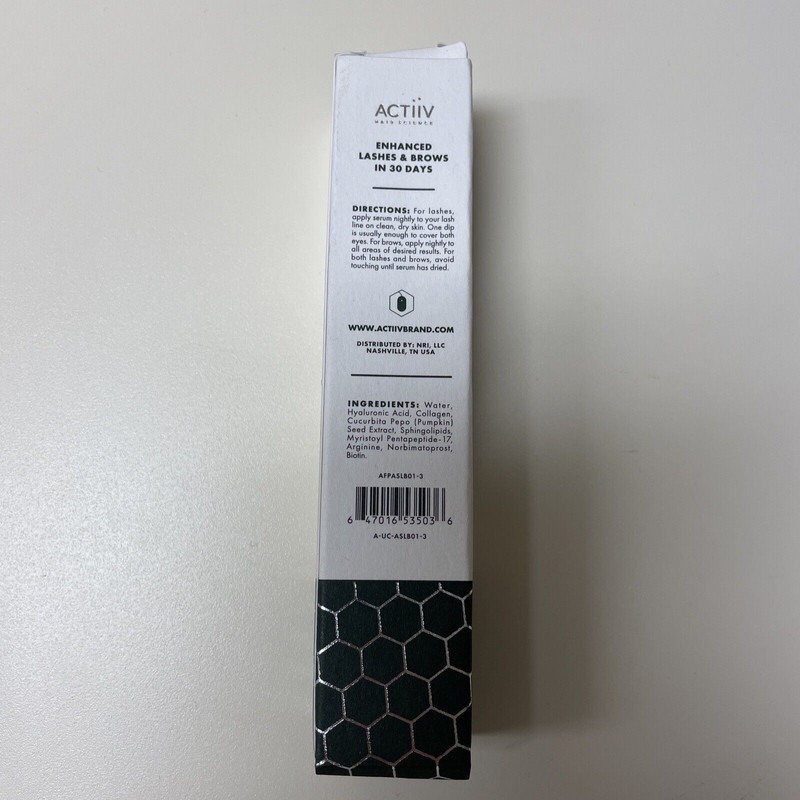 ACTiiV
HAIR SCIENCE
ENHANCED
LASHES & BROWS
IN 30 DAYS
DIRECTIONS: For lashes,
apply serum nightly to your lash
line on clean, dry skin. One dip
is usually enough to cover both
eyes. For brows, apply nightly to
all areas of desired results. For
both lashes and brows, avoid
touching until serum has dried.
WWW.ACTIIVBRAND.COM
DISTRIBUTED BY: NRI, LLC
NASHVILLE, TN USA
INGREDIENTS: Water,
Hyaluronic Acid, Collagen,
Cucurbita Pepo (Pumpkin)
Seed Extract, Sphingolipids,
Myristoyl Pentapeptide-17,
Arginine, Norbimatoprost,
Biotin.
AFPASLB01-3
6 47016 53503 6
A-UC-ASLB01-3